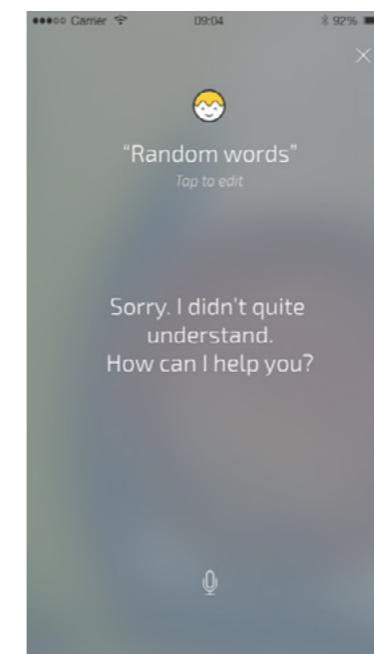 ●●●○○ Carrier 09:04 92%
“Random words”
Tap to edit
Sorry. I didn't quite
understand.
How can I help you?